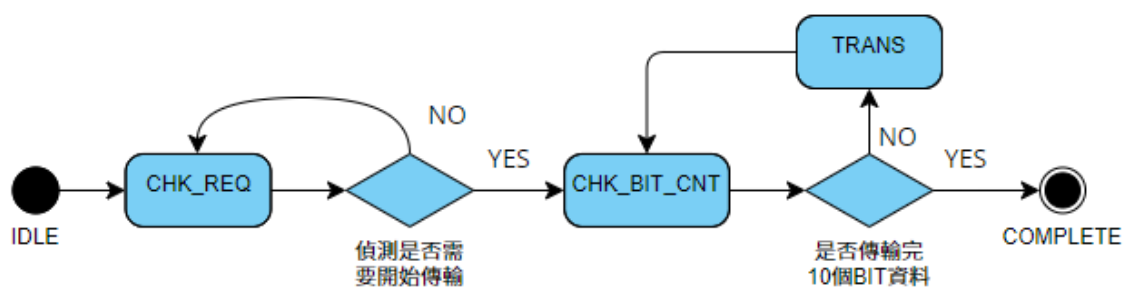 TRANS
NO
YES
NO
YES
CHK_REQ
CHK_BIT_CNT
IDLE
COMPLETE
偵測是否需
要開始傳輸
是否傳輸完
10個BIT資料